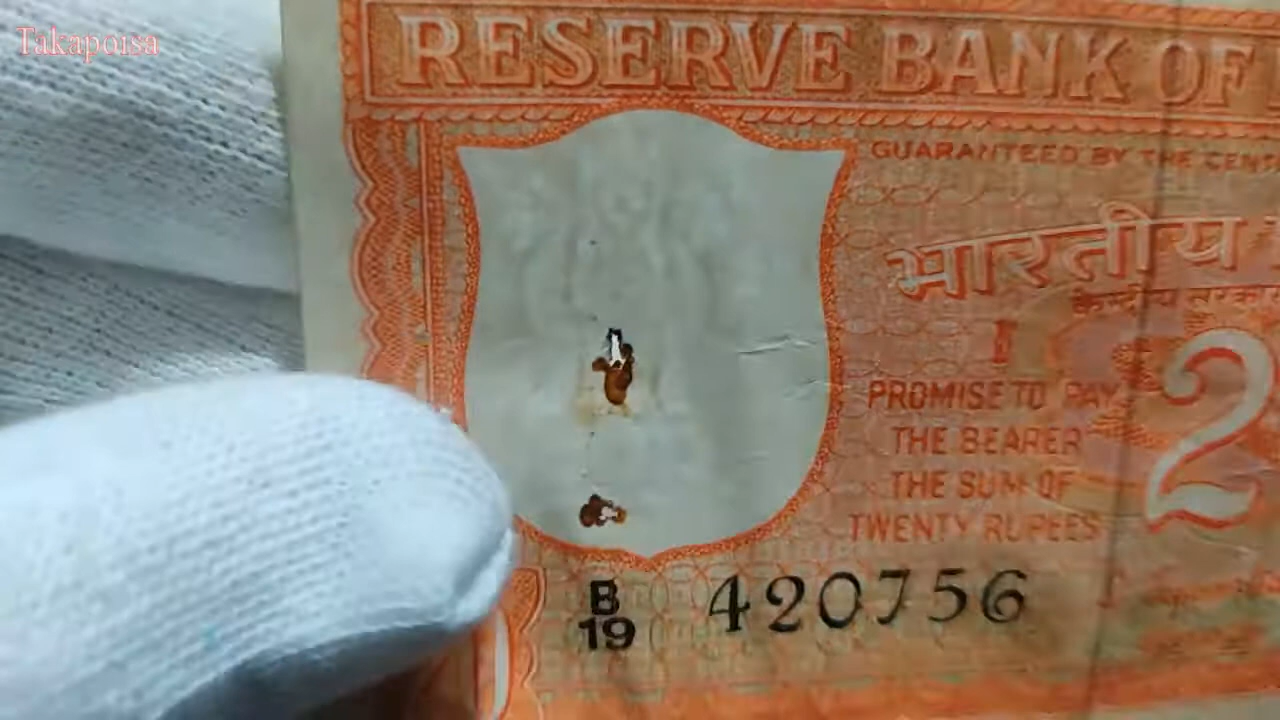 Takapoisa
RESERVE BANK OF
GUARANTEED BY THE
भारतीय
केन्द्रीय सरकार
I
PROMISE TO PAY
THE BEARER
THE SUM OF
TWENTY RUPEES
2
B
19
420756